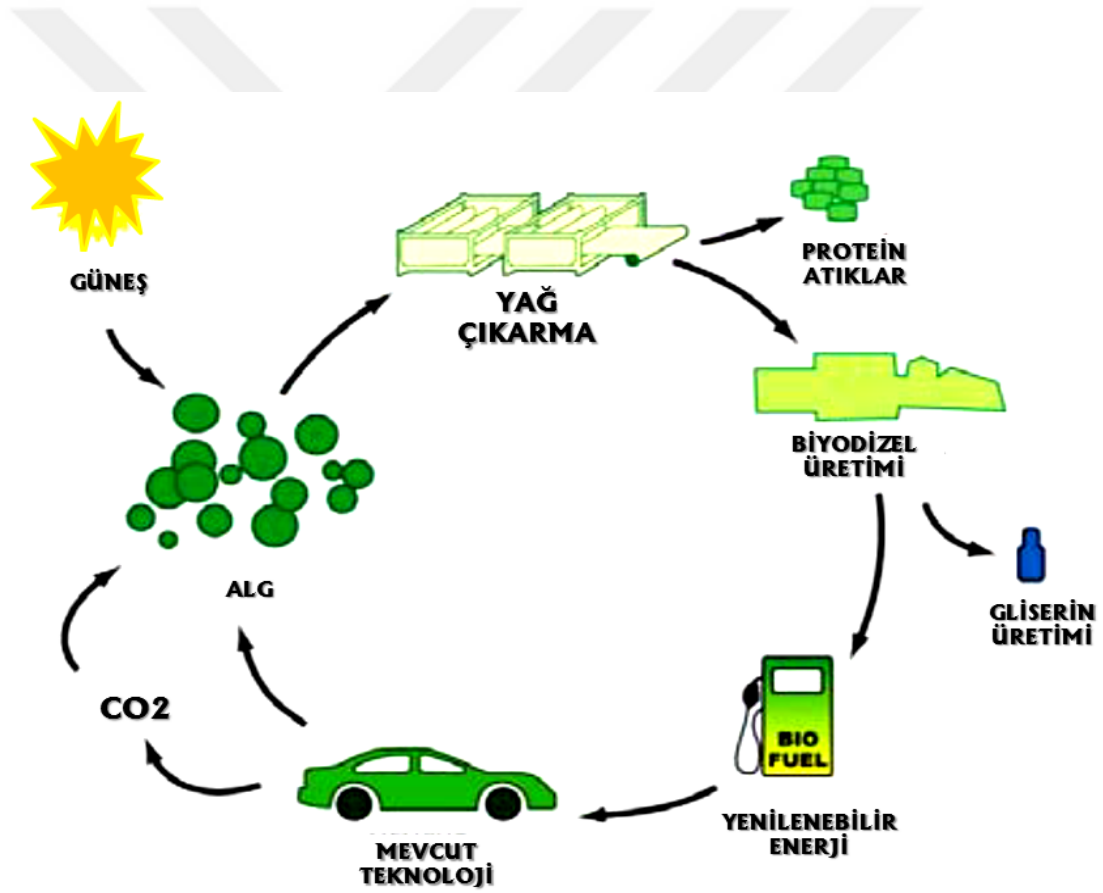 GÜNEŞ
PROTEİN
ATIKLAR
YAĞ
ÇIKARMA
BİYODİZEL
ÜRETİMİ
ALG
GLİSERİN
ÜRETİMİ
CO2
BIO
FUEL
YENİLENEBİLİR
ENERJİ
MEVCUT
TEKNOLOJİ